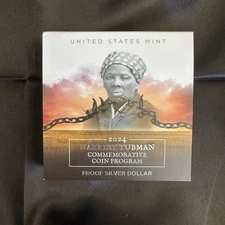 UNITED STATES MINT
2024
HARRIET TUBMAN
COMMEMORATIVE
COIN PROGRAM
PROOF SILVER DOLLAR